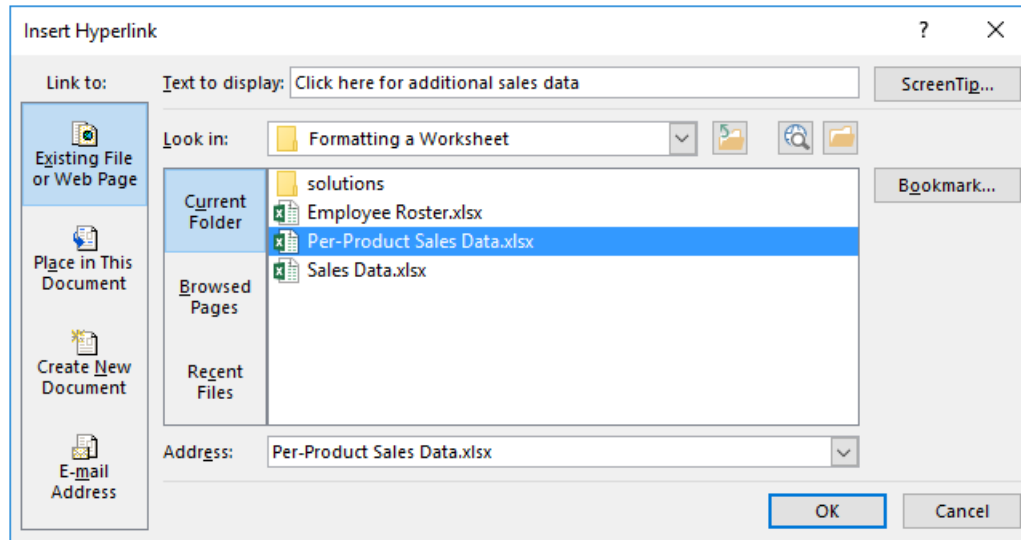 Insert Hyperlink
?
Link to:
Text to display:
Click here for additional sales data
ScreenTip...
Existing File
or Web Page
Look in:
Formatting a Worksheet
Current
Folder
solutions
Employee Roster.xlsx
Per-Product Sales Data.xlsx
Sales Data.xlsx
Bookmark...
Place in This
Document
Browsed
Pages
Create New
Document
Recent
Files
E-mail
Address
Address:
Per-Product Sales Data.xlsx
OK
Cancel